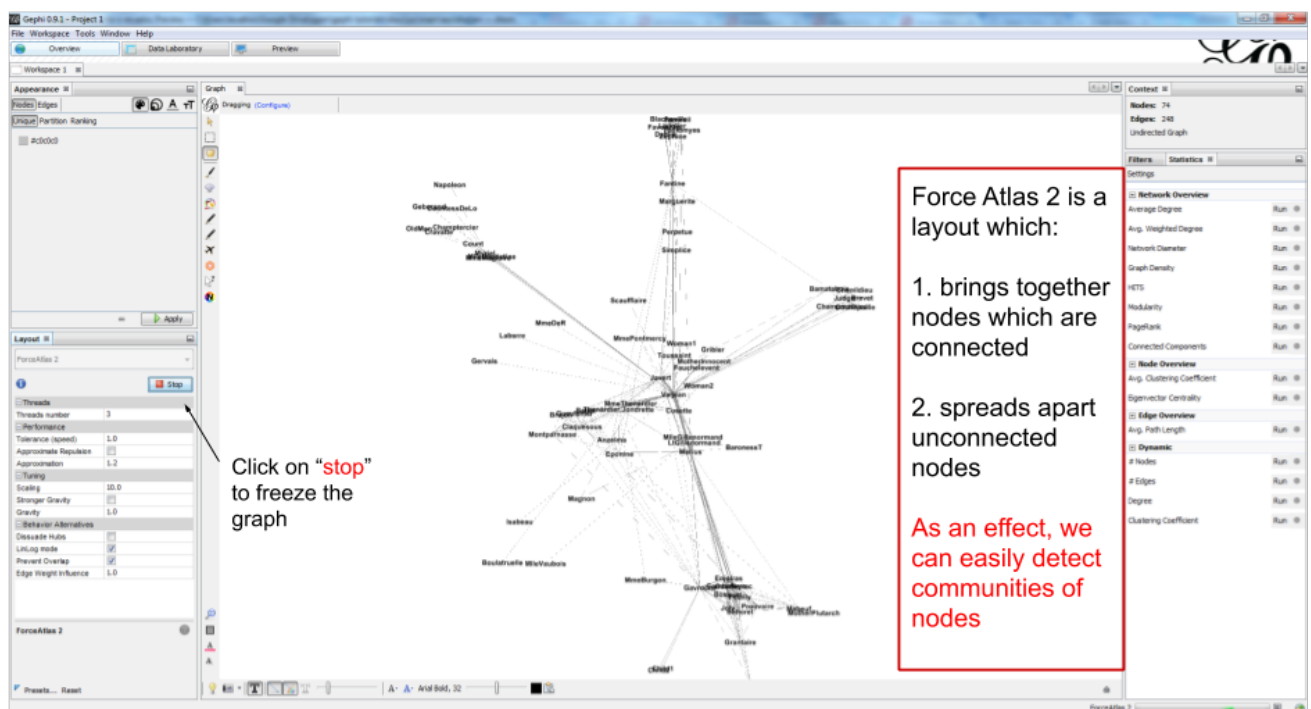 Gephi 0.9.1 - Project 1
File Workspace Tools Window Help
Overview
Data Laboratory
Preview
Workspace 1
Appearance
Nodes Edges
Unique Partition Ranking
#c0c0c0
Apply
Layout
ForceAtlas 2
Stop
Threads
Threads number 3
Performance
Tolerance (speed) 1.0
Approximate Repulsion
Approximation 1.2
Tuning
Scaling 10.0
Stronger Gravity
Gravity 1.0
Behavior Alternatives
Dissuade Hubs
LinLog mode
Prevent Overlap
Edge Weight Influence 1.0
ForceAtlas 2
Presets... Reset
Click on “stop”
to freeze the
graph
Graph
Dragging (Configure)
Fantine
Marguerite
Perpetue
Simplice
Napoleon
Count
Scaufflaire
MmeDeR
Labarre
Gervais
MmePontmercy
Woman1
Gribier
Toussaint
MotherInnocent
Fauchelevent
Javert
Woman2
Valjean
MmeThenardier
Thenardier
Jondrette
Cosette
Claquesous
Montparnasse
Anzelma
Eponine
MlleGillenormand
LtGillenormand
Marius
BaronessT
Magnon
Isabeau
Boulatruelle
MlleVaubois
MmeBurgon
Gavroche
Grantaire
A- A- Arial Bold, 32
Force Atlas 2 is a
layout which:
1. brings together
nodes which are
connected
2. spreads apart
unconnected
nodes
As an effect, we
can easily detect
communities of
nodes
Context
Nodes: 74
Edges: 248
Undirected Graph
Filters
Statistics
Settings
Network Overview
Average Degree Run
Avg. Weighted Degree Run
Network Diameter Run
Graph Density Run
HITS Run
Modularity Run
PageRank Run
Connected Components Run
Node Overview
Avg. Clustering Coefficient Run
Eigenvector Centrality Run
Edge Overview
Avg. Path Length Run
Dynamic
# Nodes Run
# Edges Run
Degree Run
Clustering Coefficient Run
ForceAtlas 2